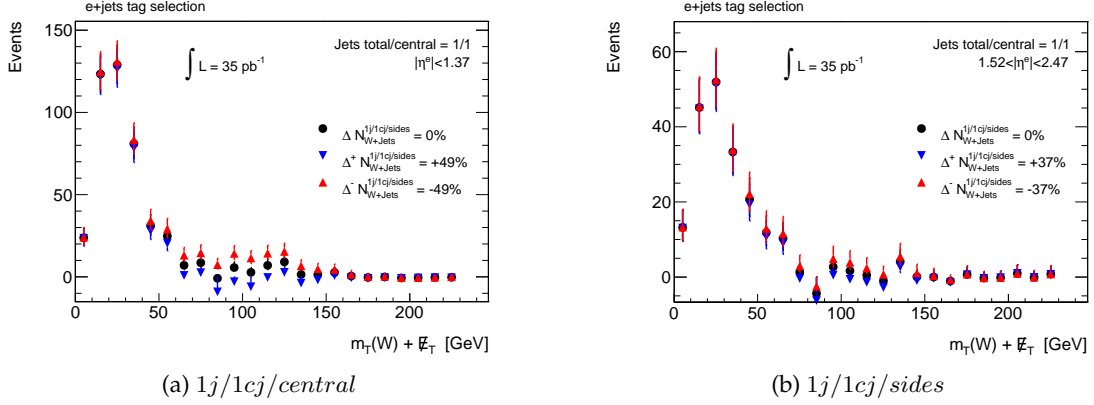 e+jets tag selection
Events
150
100
50
0
0 50 100 150 200 250
m_T(W) + E̸_T [GeV]
∫ L = 35 pb⁻¹
Jets total/central = 1/1
|η^e|<1.37
Δ N^{1j/1cj/sides}_{W+Jets} = 0%
Δ⁺ N^{1j/1cj/sides}_{W+Jets} = +49%
Δ⁻ N^{1j/1cj/sides}_{W+Jets} = -49%
(a) 1j/1cj/central
e+jets tag selection
Events
60
40
20
0
0 50 100 150 200 250
m_T(W) + E̸_T [GeV]
∫ L = 35 pb⁻¹
Jets total/central = 1/1
1.52<|η^e|<2.47
Δ N^{1j/1cj/sides}_{W+Jets} = 0%
Δ⁺ N^{1j/1cj/sides}_{W+Jets} = +37%
Δ⁻ N^{1j/1cj/sides}_{W+Jets} = -37%
(b) 1j/1cj/sides